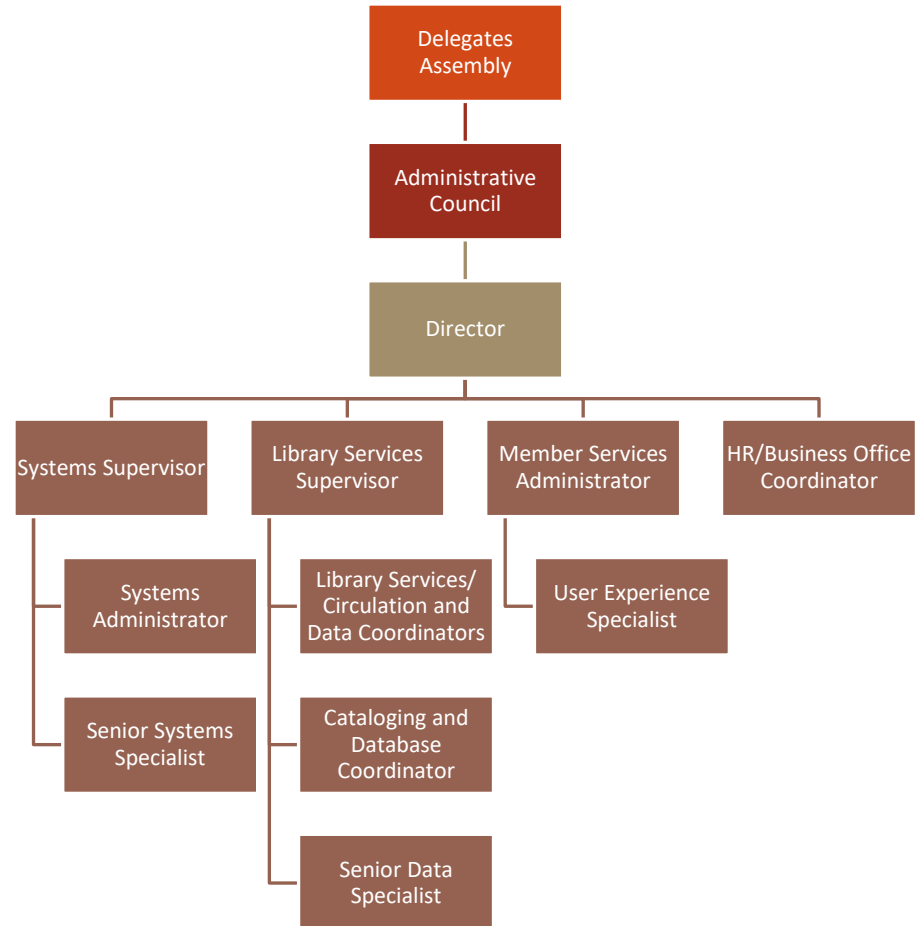 Delegates
Assembly
Administrative
Council
Director
Systems Supervisor
Library Services
Supervisor
Member Services
Administrator
HR/Business Office
Coordinator
Systems
Administrator
Library Services/
Circulation and
Data Coordinators
User Experience
Specialist
Senior Systems
Specialist
Cataloging and
Database
Coordinator
Senior Data
Specialist